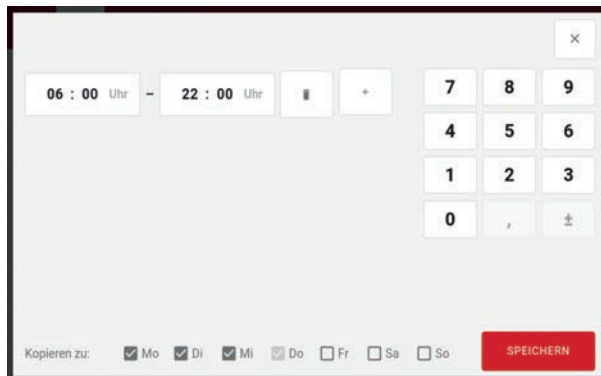 ×
06 : 00 Uhr – 22 : 00 Uhr +
7 8 9
4 5 6
1 2 3
0 , ±
Kopieren zu: Mo Di Mi Do Fr Sa So SPEICHERN